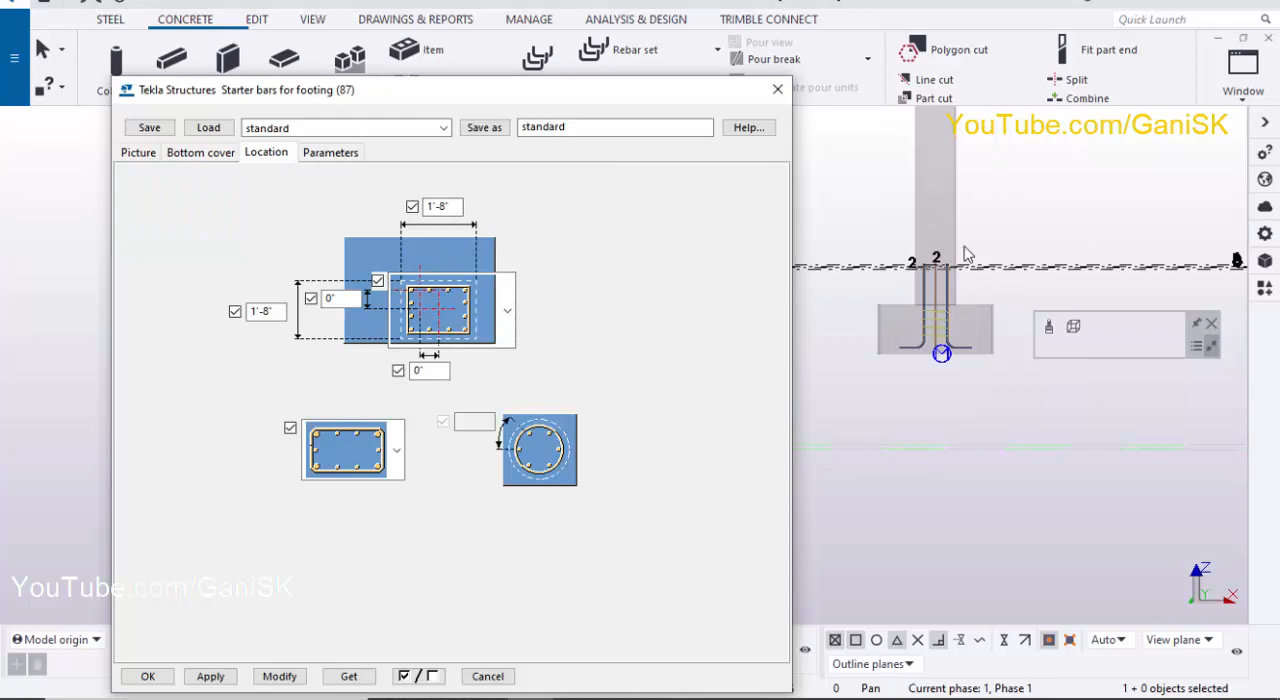 STEEL CONCRETE EDIT VIEW DRAWINGS & REPORTS MANAGE ANALYSIS & DESIGN TRIMBLE CONNECT Quick Launch
Item Rebar set Pour view Pour break Polygon cut Line cut Part cut Fit part end Split Combine Window
Tekla Structures Starter bars for footing (87)
YouTube.com/GaniSK
Save Load standard Save as standard Help...
Picture Bottom cover Location Parameters
1'-8"
0"
1'-8"
0"
2 2
YouTube.com/GaniSK
Z
Y X
Model origin Auto View plane
Outline planes
OK Apply Modify Get / Cancel
0 Pan Current phase: 1, Phase 1 1 + 0 objects selected